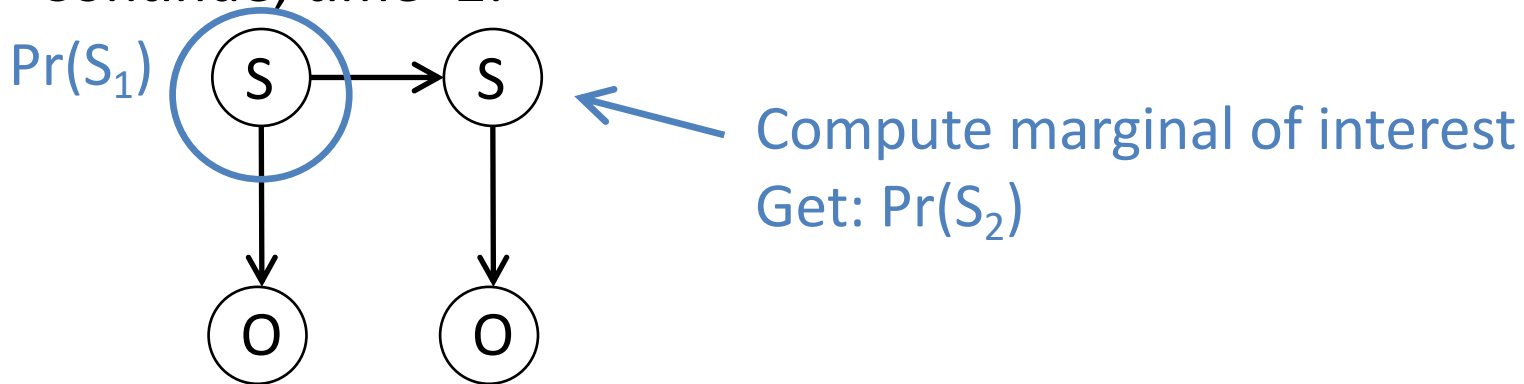 Pr(S₁)
S
S
Compute marginal of interest
Get: Pr(S₂)
O
O